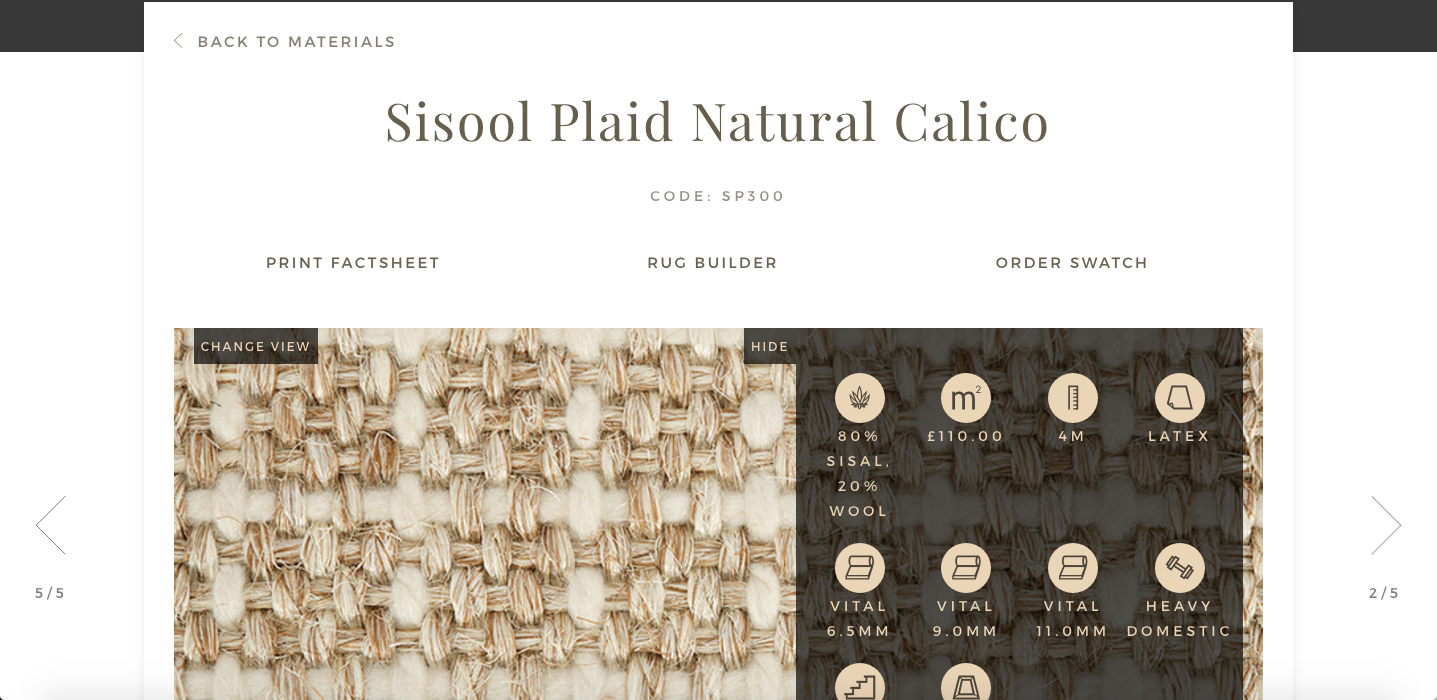 BACK TO MATERIALS
Sisool Plaid Natural Calico
CODE: SP300
PRINT FACTSHEET
RUG BUILDER
ORDER SWATCH
CHANGE VIEW
HIDE
m²
80%
SISAL,
20%
WOOL
£110.00
4M
LATEX
VITAL
6.5MM
VITAL
9.0MM
VITAL
11.0MM
HEAVY
DOMESTIC
5/5
2/5